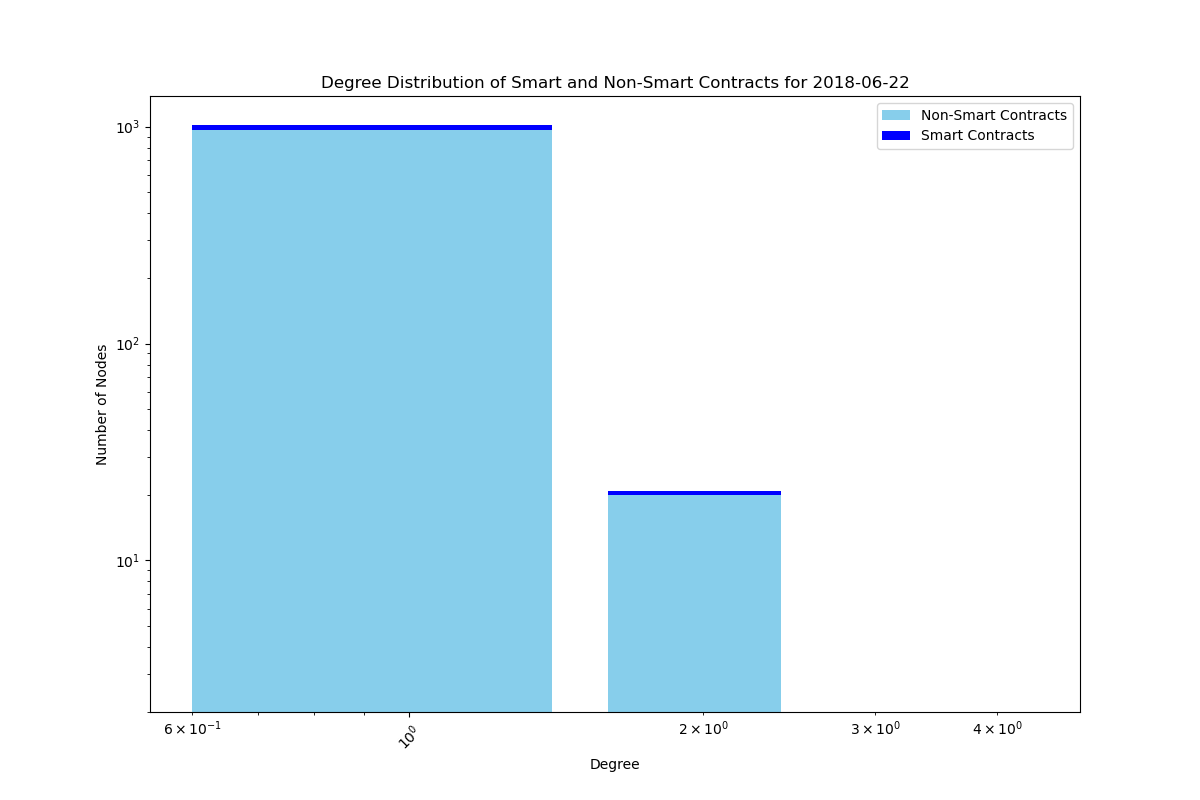 Degree Distribution of Smart and Non-Smart Contracts for 2018-06-22
Non-Smart Contracts
Smart Contracts
Number of Nodes
10³
10²
10¹
6 × 10⁻¹
10⁰
2 × 10⁰
3 × 10⁰
4 × 10⁰
Degree